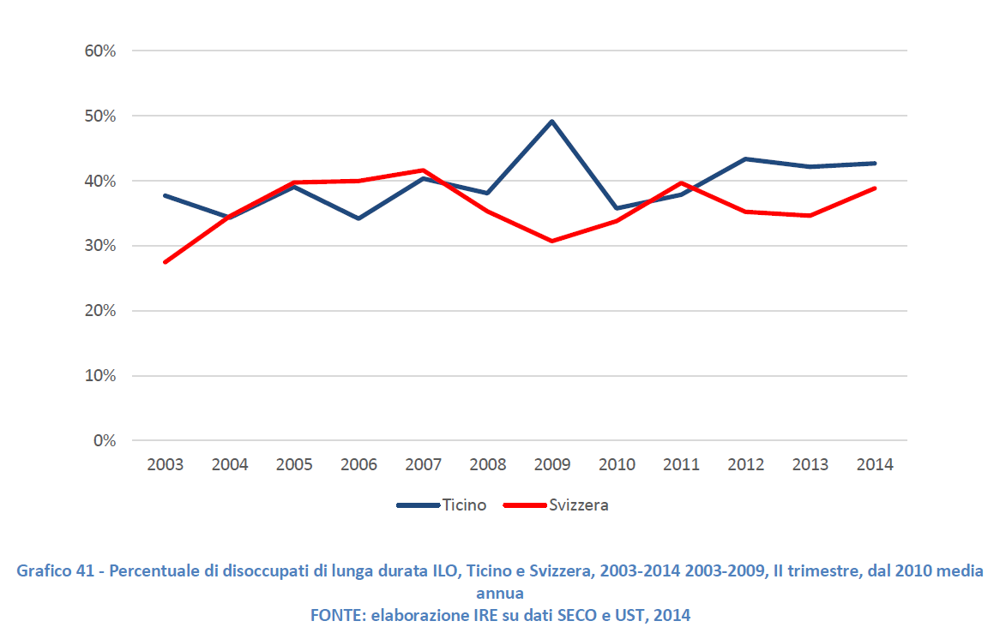 60%
50%
40%
30%
20%
10%
0%
2003 2004 2005 2006 2007 2008 2009 2010 2011 2012 2013 2014
Ticino Svizzera
Grafico 41 - Percentuale di disoccupati di lunga durata ILO, Ticino e Svizzera, 2003-2014 2003-2009, II trimestre, dal 2010 media
annua
FONTE: elaborazione IRE su dati SECO e UST, 2014